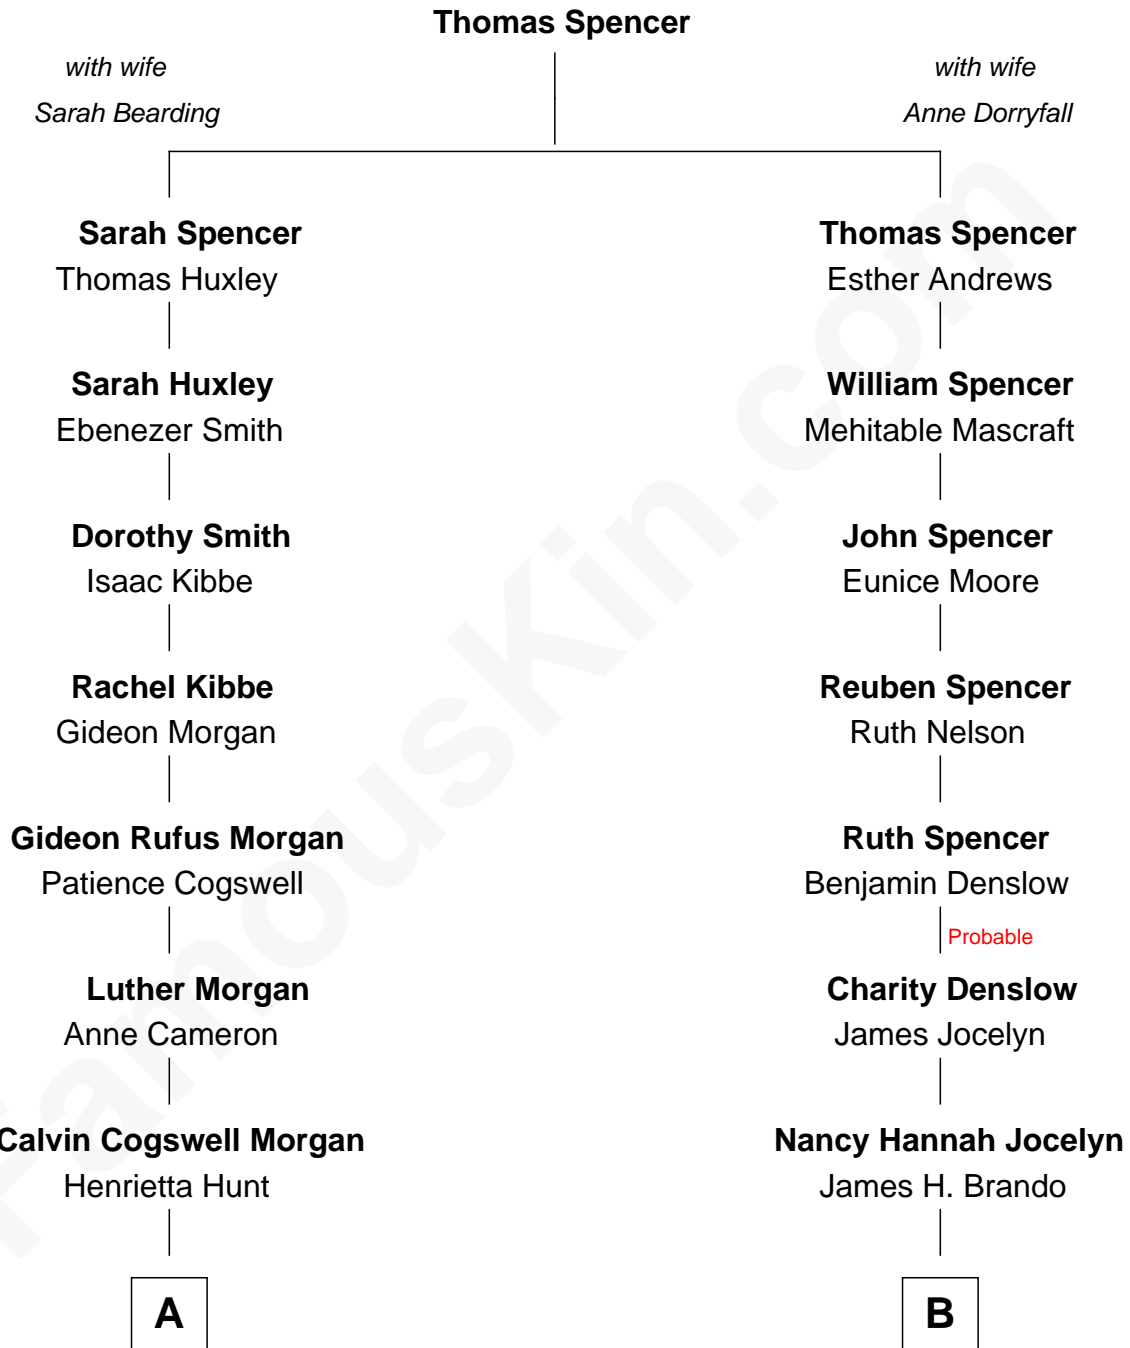 Thomas Spencer
with wife
Sarah Bearding
with wife
Anne Dorryfall
Sarah Spencer
Thomas Huxley
Thomas Spencer
Esther Andrews
Sarah Huxley
Ebenezer Smith
William Spencer
Mehitable Mascraft
Dorothy Smith
Isaac Kibbe
John Spencer
Eunice Moore
Rachel Kibbe
Gideon Morgan
Reuben Spencer
Ruth Nelson
Gideon Rufus Morgan
Patience Cogswell
Ruth Spencer
Benjamin Denslow
Probable
Luther Morgan
Anne Cameron
Charity Denslow
James Jocelyn
Calvin Cogswell Morgan
Henrietta Hunt
Nancy Hannah Jocelyn
James H. Brando
A
B
FamousKin.com